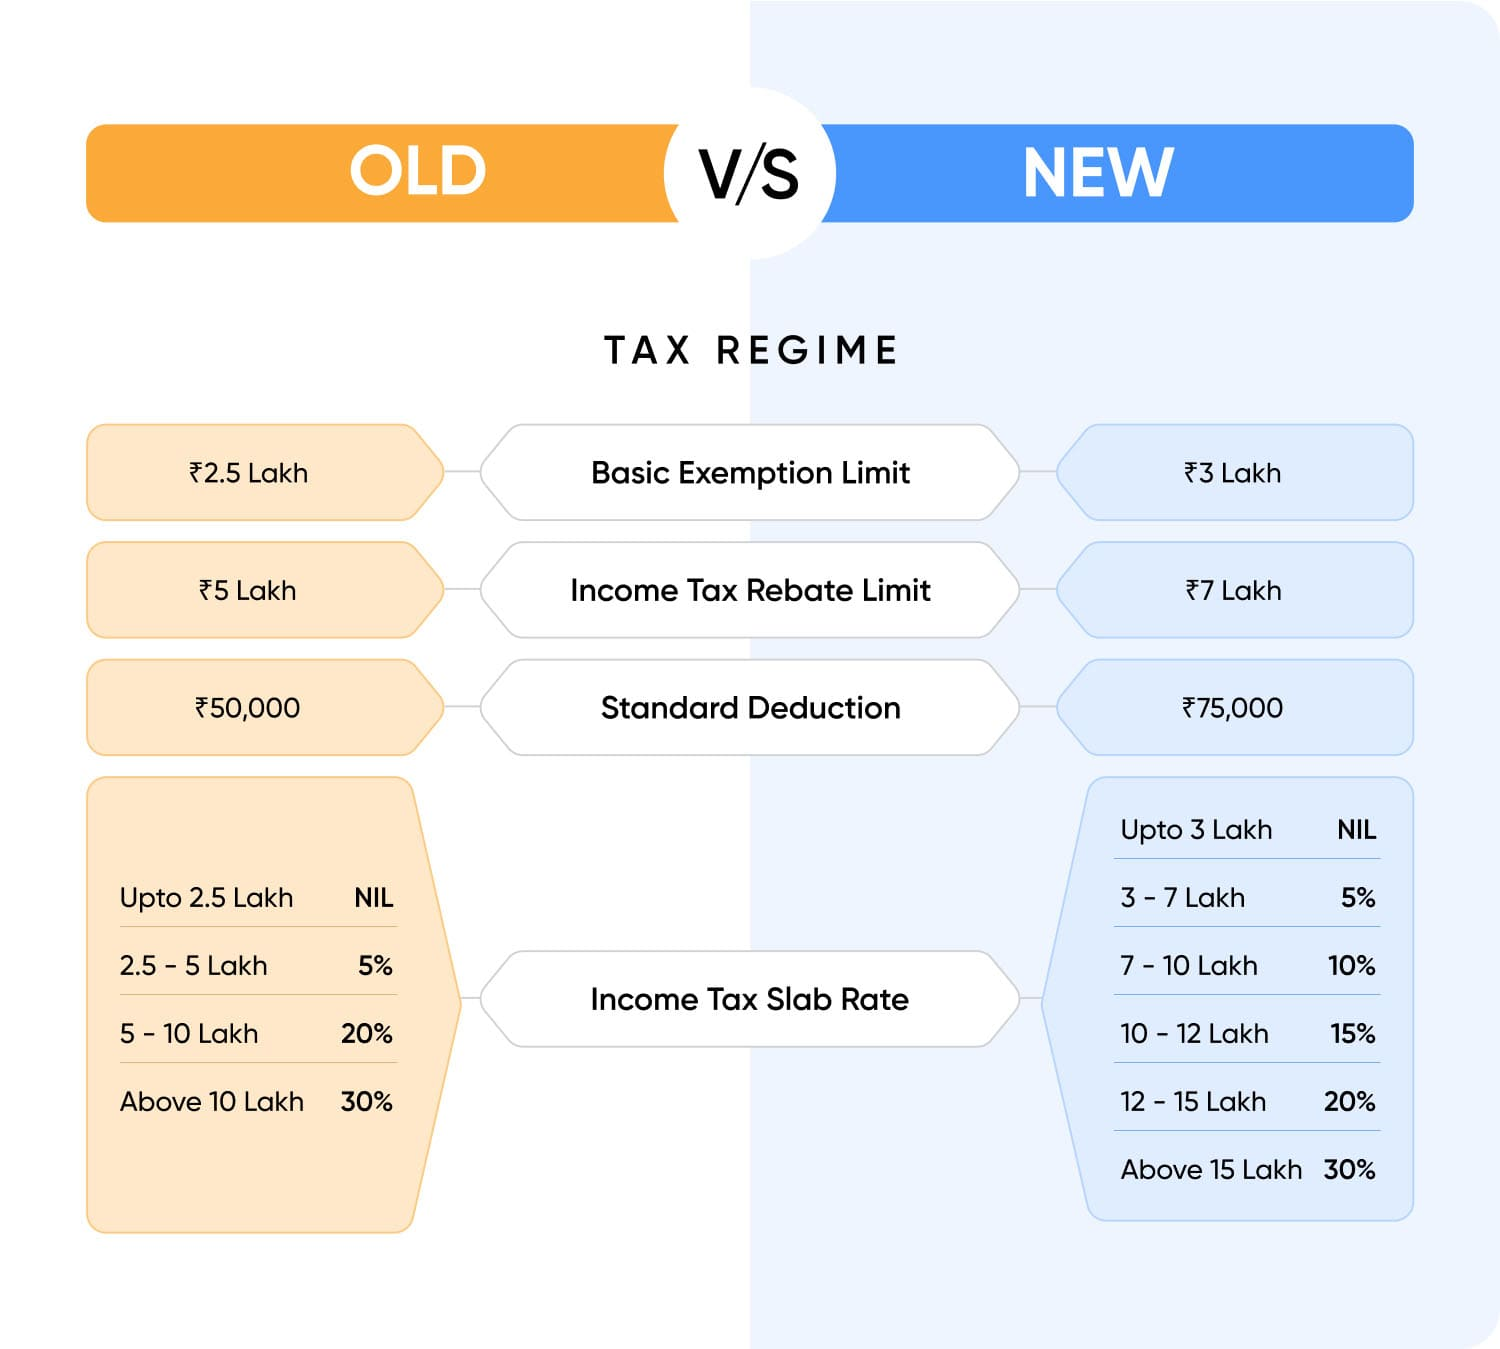 OLD V/S NEW
TAX REGIME
₹2.5 Lakh Basic Exemption Limit ₹3 Lakh
₹5 Lakh Income Tax Rebate Limit ₹7 Lakh
₹50,000 Standard Deduction ₹75,000
Upto 2.5 Lakh NIL
2.5 - 5 Lakh 5%
5 - 10 Lakh 20%
Above 10 Lakh 30%
Income Tax Slab Rate
Upto 3 Lakh NIL
3 - 7 Lakh 5%
7 - 10 Lakh 10%
10 - 12 Lakh 15%
12 - 15 Lakh 20%
Above 15 Lakh 30%